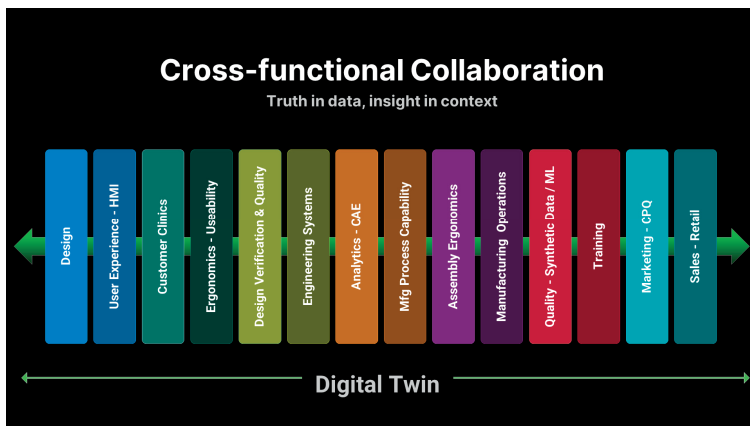 Cross-functional Collaboration
Truth in data, insight in context
Design
User Experience - HMI
Customer Clinics
Ergonomics - Useability
Design Verification & Quality
Engineering Systems
Analytics - CAE
Mfg Process Capability
Assembly Ergonomics
Manufacturing Operations
Quality - Synthetic Data / ML
Training
Marketing - CPQ
Sales - Retail
Digital Twin